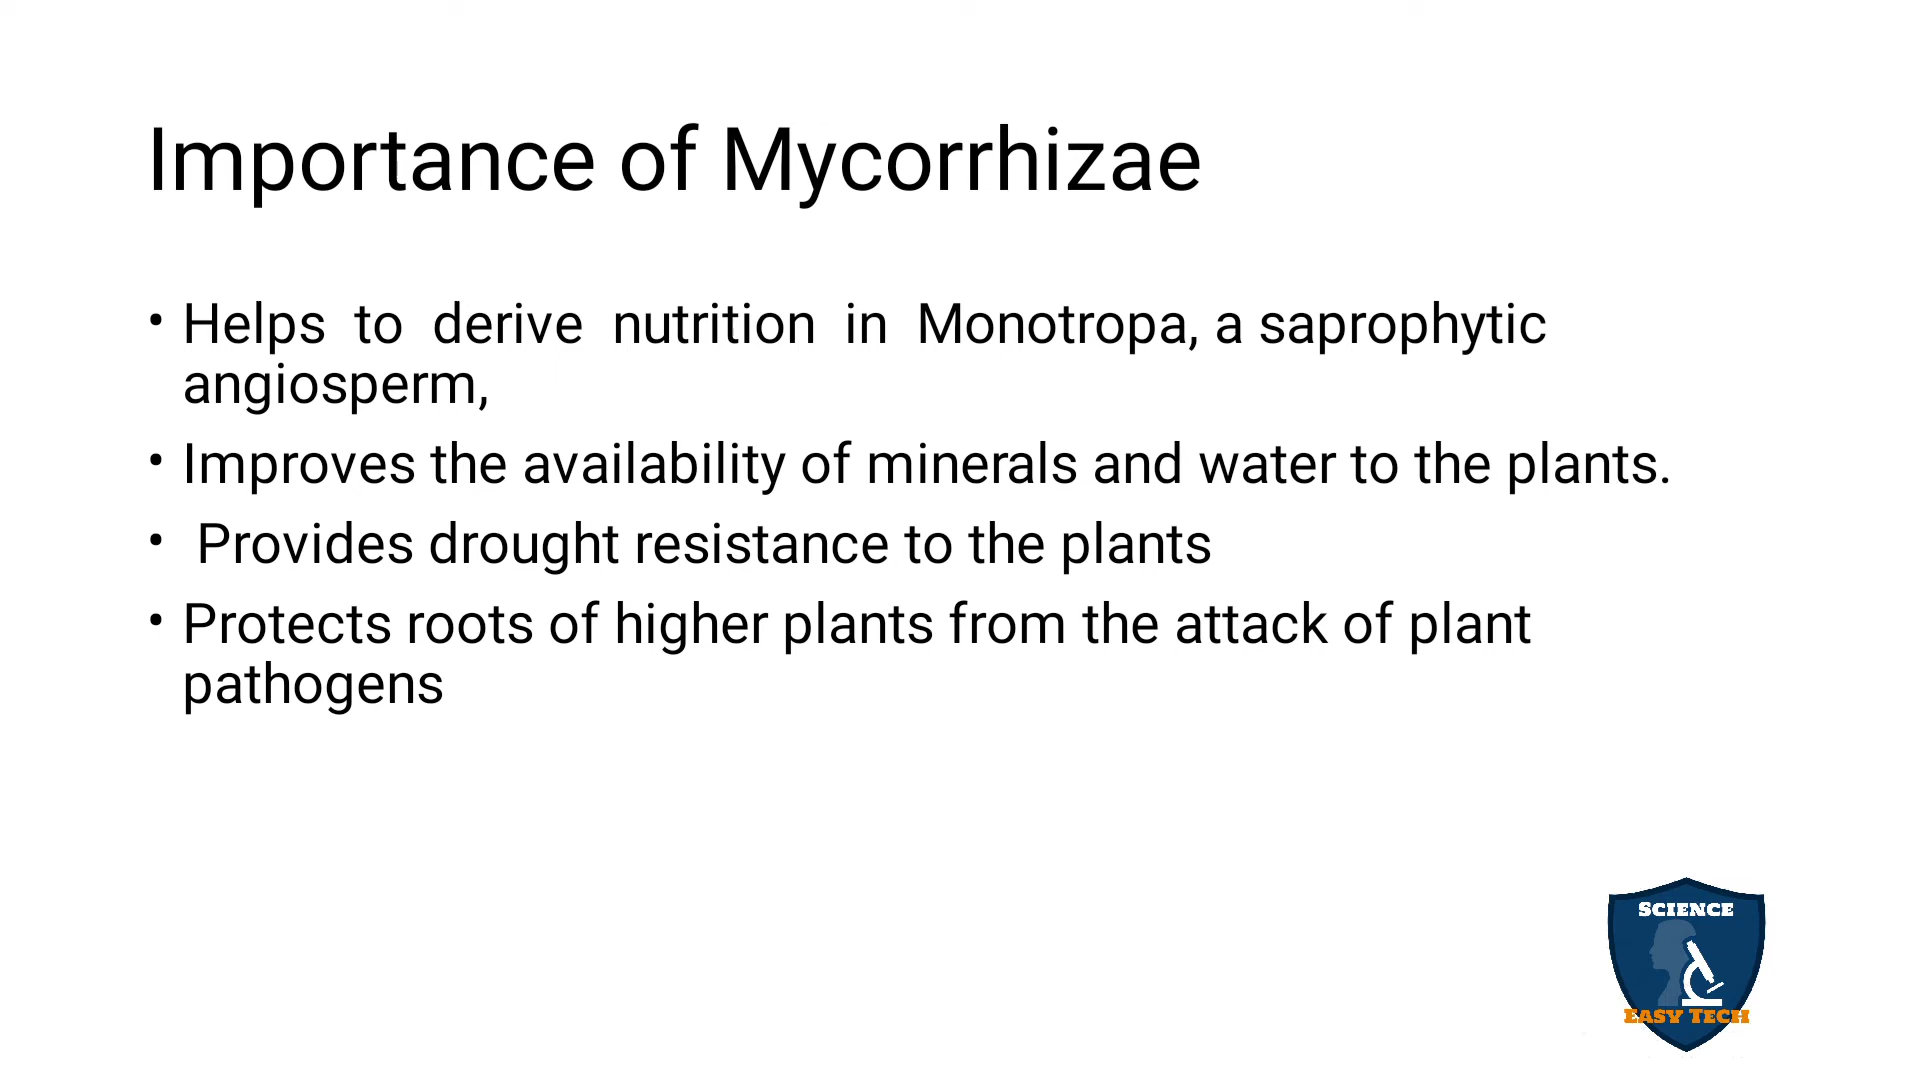 Importance of Mycorrhizae
• Helps to derive nutrition in Monotropa, a saprophytic
angiosperm,
• Improves the availability of minerals and water to the plants.
• Provides drought resistance to the plants
• Protects roots of higher plants from the attack of plant
pathogens
SCIENCE
EASY TECH